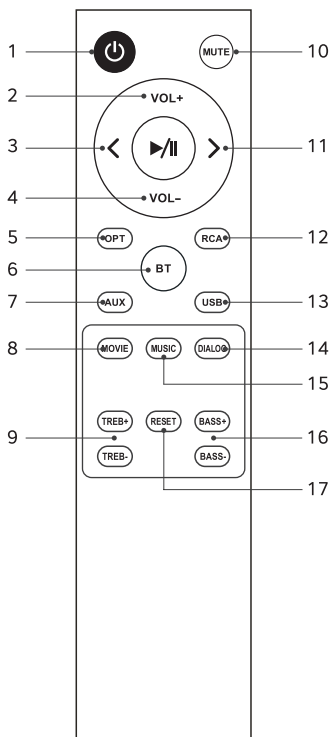 1
MUTE
10
2
VOL+
3
11
4
VOL–
5
OPT
RCA
12
6
BT
7
AUX
USB
13
8
MOVIE
MUSIC
DIALOG
14
15
TREB+
RESET
BASS+
9
16
TREB-
BASS-
17